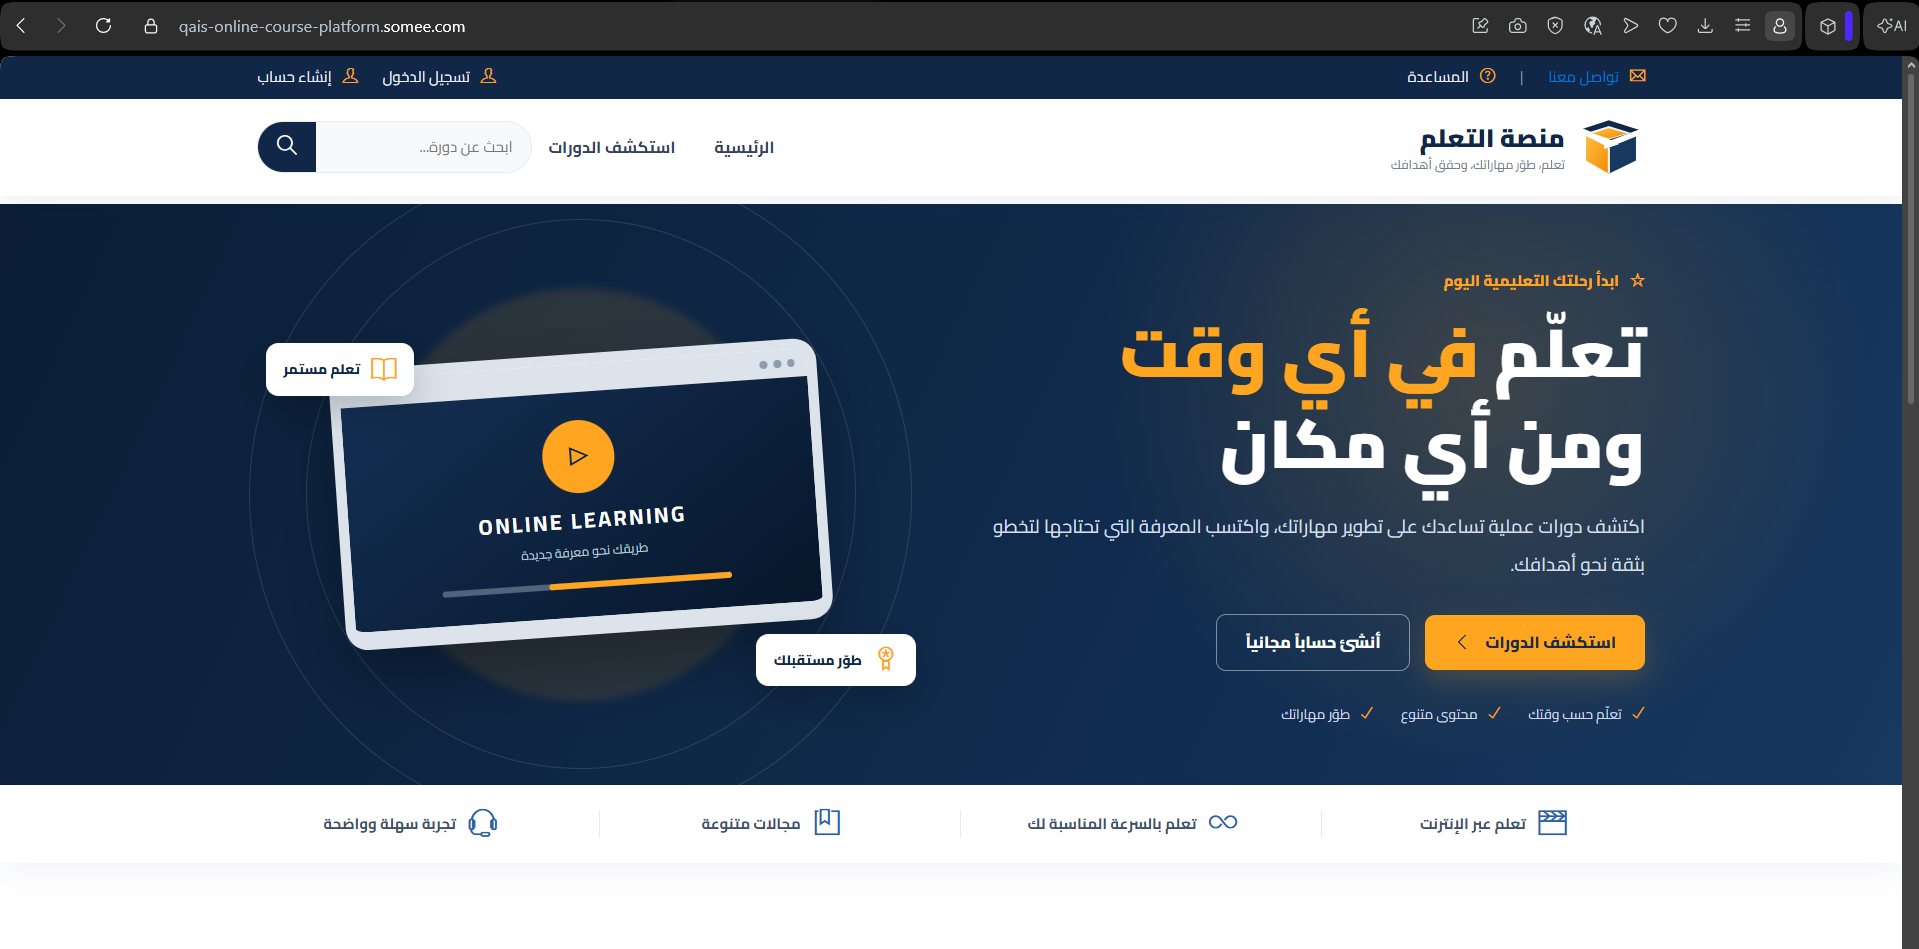 qais-online-course-platform.somee.com
AI
تواصل معنا | المساعدة
تسجيل الدخول إنشاء حساب
منصة التعلم
تعلم، طوّر مهاراتك، وحقق أهدافك
الرئيسية استكشف الدورات ابحث عن دورة...
ابدأ رحلتك التعليمية اليوم
تعلّم في أي وقت
ومن أي مكان
اكتشف دورات عملية تساعدك على تطوير مهاراتك، واكتسب المعرفة التي تحتاجها لتخطو
بثقة نحو أهدافك.
استكشف الدورات أنشئ حساباً مجانياً
تعلّم حسب وقتك محتوى متنوع طوّر مهاراتك
تعلم مستمر
ONLINE LEARNING
طريقك نحو معرفة جديدة
طوّر مستقبلك
تعلم عبر الإنترنت تعلم بالسرعة المناسبة لك مجالات متنوعة تجربة سهلة وواضحة